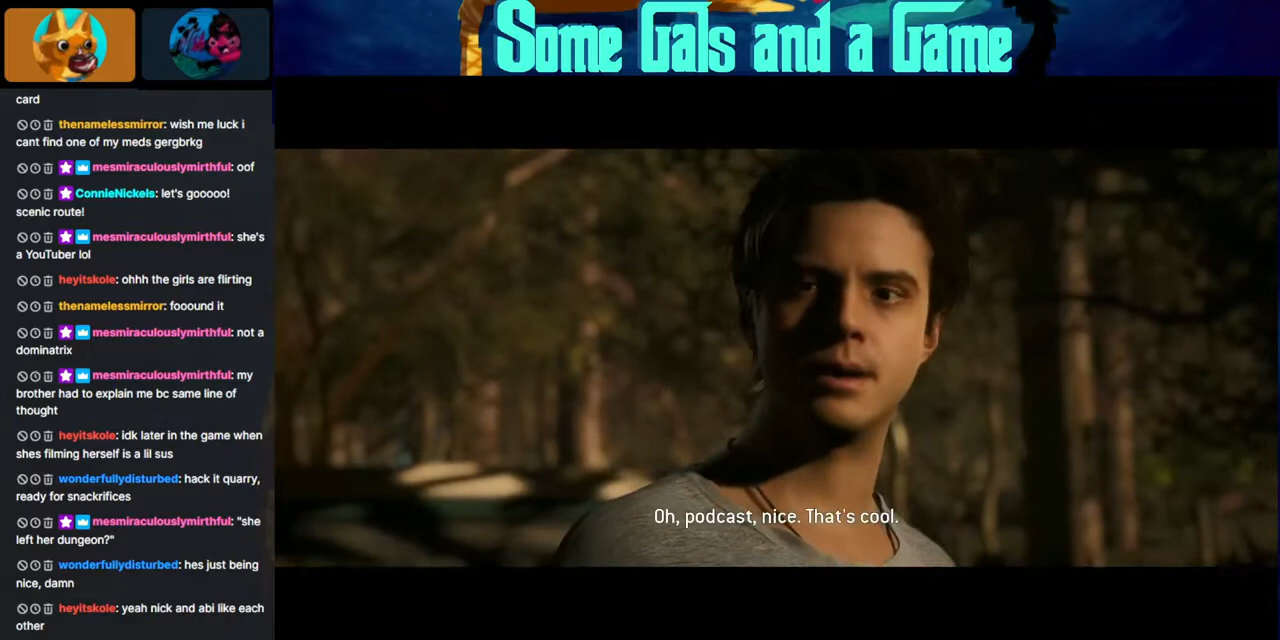 Some Gals and a Game
card
thenamelessmirror: wish me luck i
cant find one of my meds gergbrkg
mesmiraculouslymirthful: oof
ConnieNickels: let's gooooo!
scenic route!
mesmiraculouslymirthful: she's
a YouTuber lol
heyitskole: ohhh the girls are flirting
thenamelessmirror: fooound it
mesmiraculouslymirthful: not a
dominatrix
mesmiraculouslymirthful: my
brother had to explain me bc same line of
thought
heyitskole: idk later in the game when
shes filming herself is a lil sus
wonderfullydisturbed: hack it quarry,
ready for snackrifices
mesmiraculouslymirthful: "she
left her dungeon?"
wonderfullydisturbed: hes just being
nice, damn
heyitskole: yeah nick and abi like each
other
Oh, podcast, nice. That's cool.